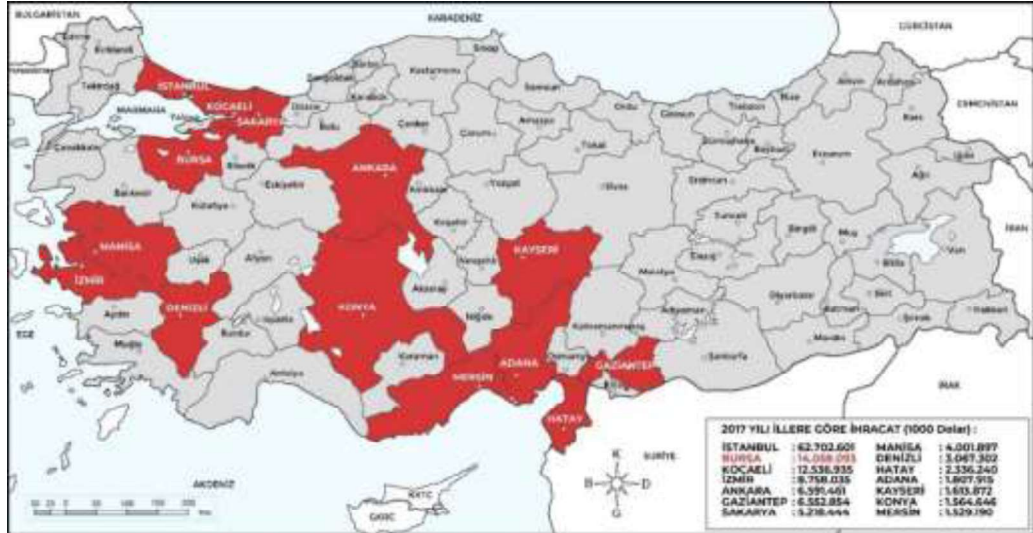 BULGARİSTAN
KARADENİZ
GÜRCİSTAN
ERMENİSTAN
İRAN
IRAK
SURİYE
AKDENİZ
EGE
MARMARA
KKTC
GKRC
Edirne
Kırklareli
Tekirdağ
İSTANBUL
KOCAELİ
SAKARYA
Yalova
Düzce
Bolu
Zonguldak
Bartın
Karabük
Kastamonu
Sinop
Samsun
Çankırı
Çorum
Amasya
Tokat
Ordu
Giresun
Trabzon
Rize
Artvin
Ardahan
Kars
Gümüşhane
Bayburt
Erzurum
Iğdır
Ağrı
Çanakkale
Balıkesir
BURSA
Bilecik
Eskişehir
Kütahya
ANKARA
Kırıkkale
Kırşehir
Yozgat
Sivas
Erzincan
Tunceli
Bingöl
Muş
Bitlis
Van
MANİSA
İZMİR
Uşak
Afyon
Aydın
DENİZLİ
Muğla
Burdur
Isparta
Antalya
KONYA
Karaman
Aksaray
Nevşehir
Niğde
KAYSERİ
MERSİN
ADANA
Osmaniye
HATAY
Kilis
GAZİANTEP
Kahramanmaraş
Malatya
Elazığ
Adıyaman
Şanlıurfa
Diyarbakır
Batman
Mardin
Siirt
Şırnak
Hakkari
K
B D
G
2017 YILI İLLERE GÖRE İHRACAT (1000 Dolar) :
İSTANBUL : 62.702.601 MANİSA : 4.001.897
BURSA : 14.058.093 DENİZLİ : 3.067.302
KOCAELİ : 12.536.935 HATAY : 2.336.240
İZMİR : 8.758.035 ADANA : 1.807.915
ANKARA : 6.591.461 KAYSERİ : 1.613.872
GAZİANTEP : 6.552.854 KONYA : 1.564.646
SAKARYA : 5.218.444 MERSİN : 1.529.190